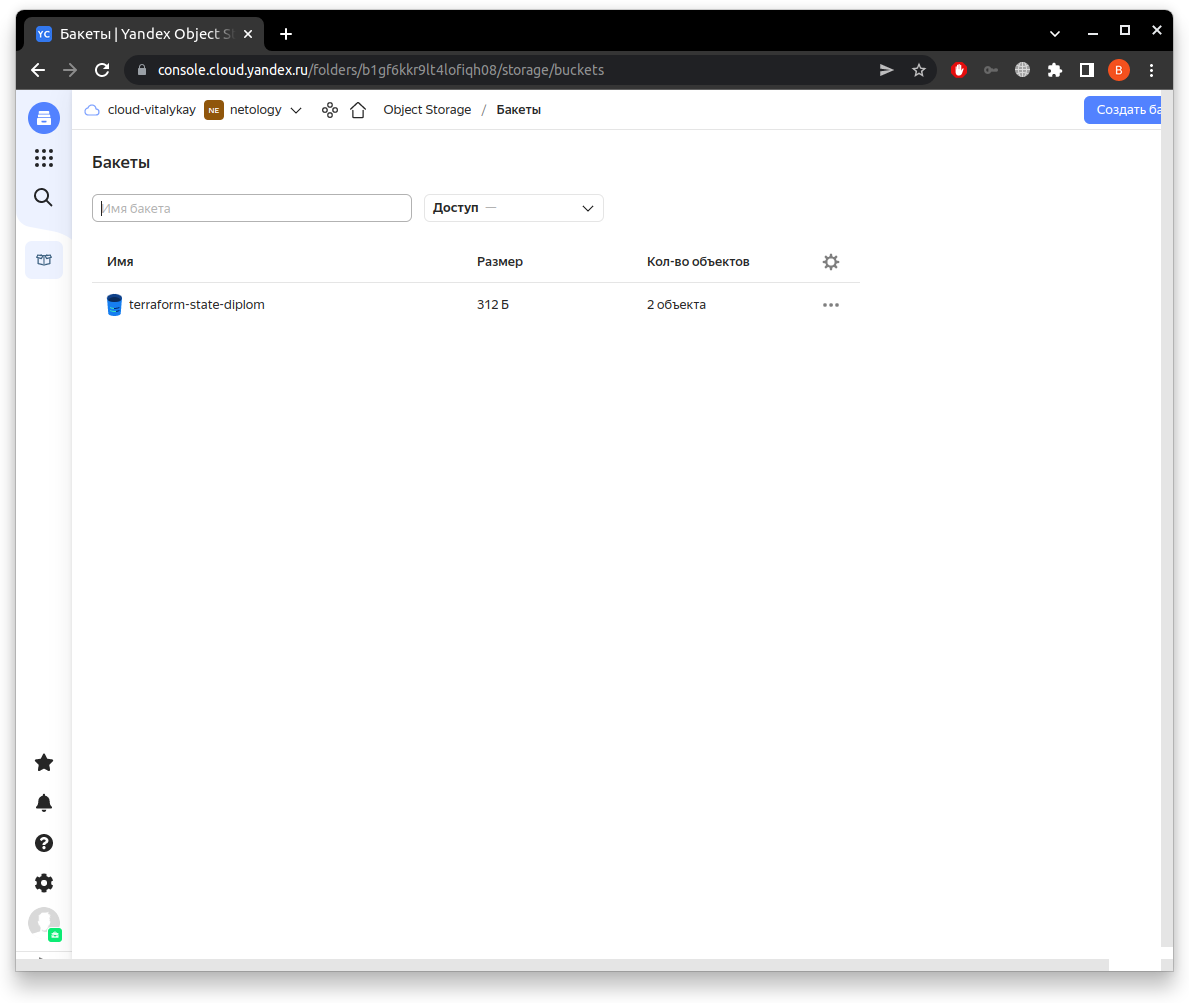 YC Бакеты | Yandex Object S
console.cloud.yandex.ru/folders/b1gf6kkr9lt4lofiqh08/storage/buckets
B
cloud-vitalykay NE netology Object Storage / Бакеты
Создать ба
Бакеты
Имя бакета
Доступ —
Имя Размер Кол-во объектов
terraform-state-diplom 312 Б 2 объекта